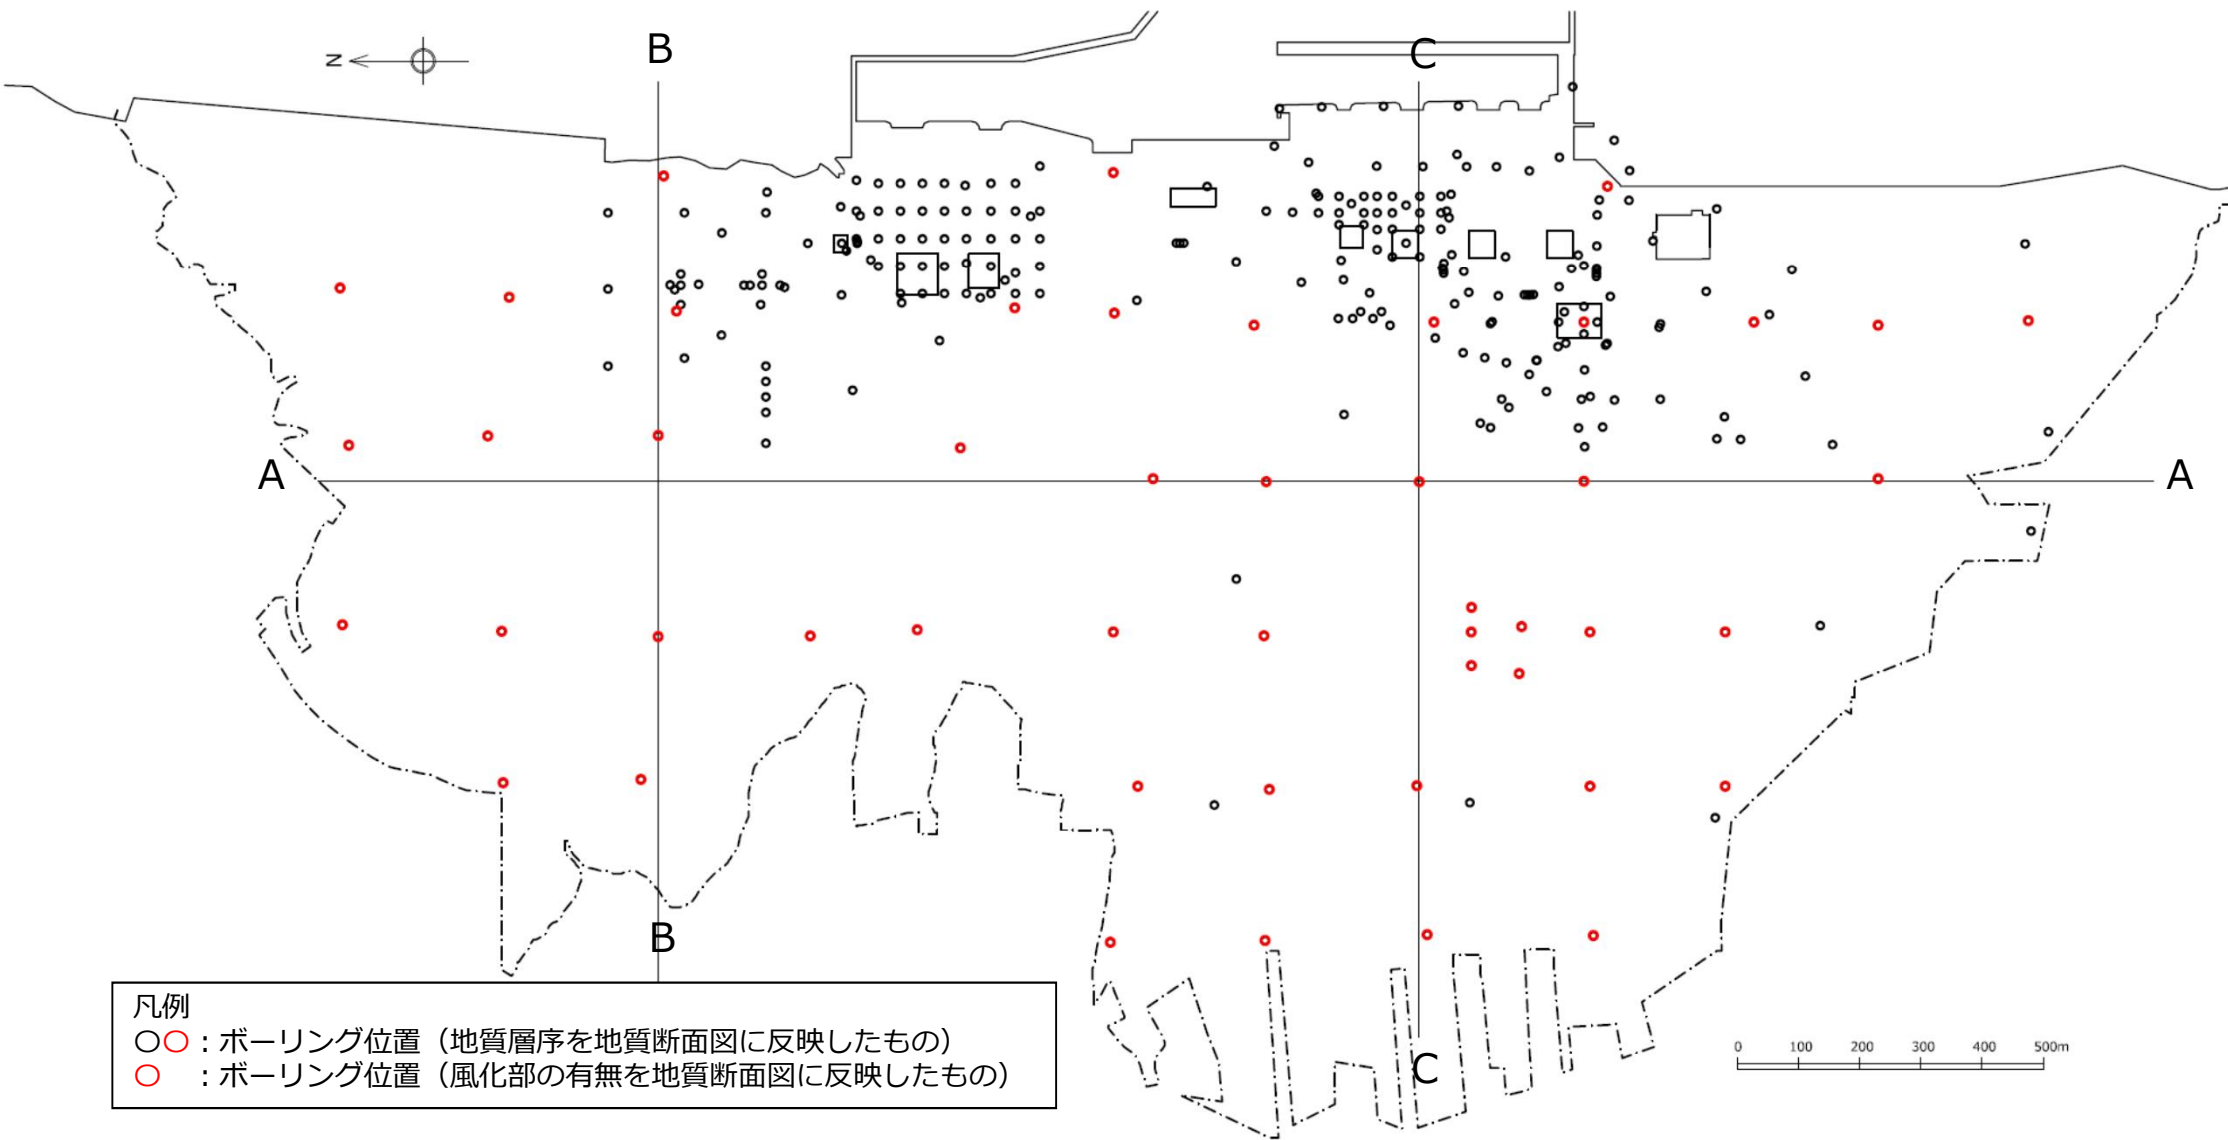 B
C
N
A
A
B
C
凡例
○○：ボーリング位置（地質層序を地質断面図に反映したもの）
○　：ボーリング位置（風化部の有無を地質断面図に反映したもの）
0 100 200 300 400 500m